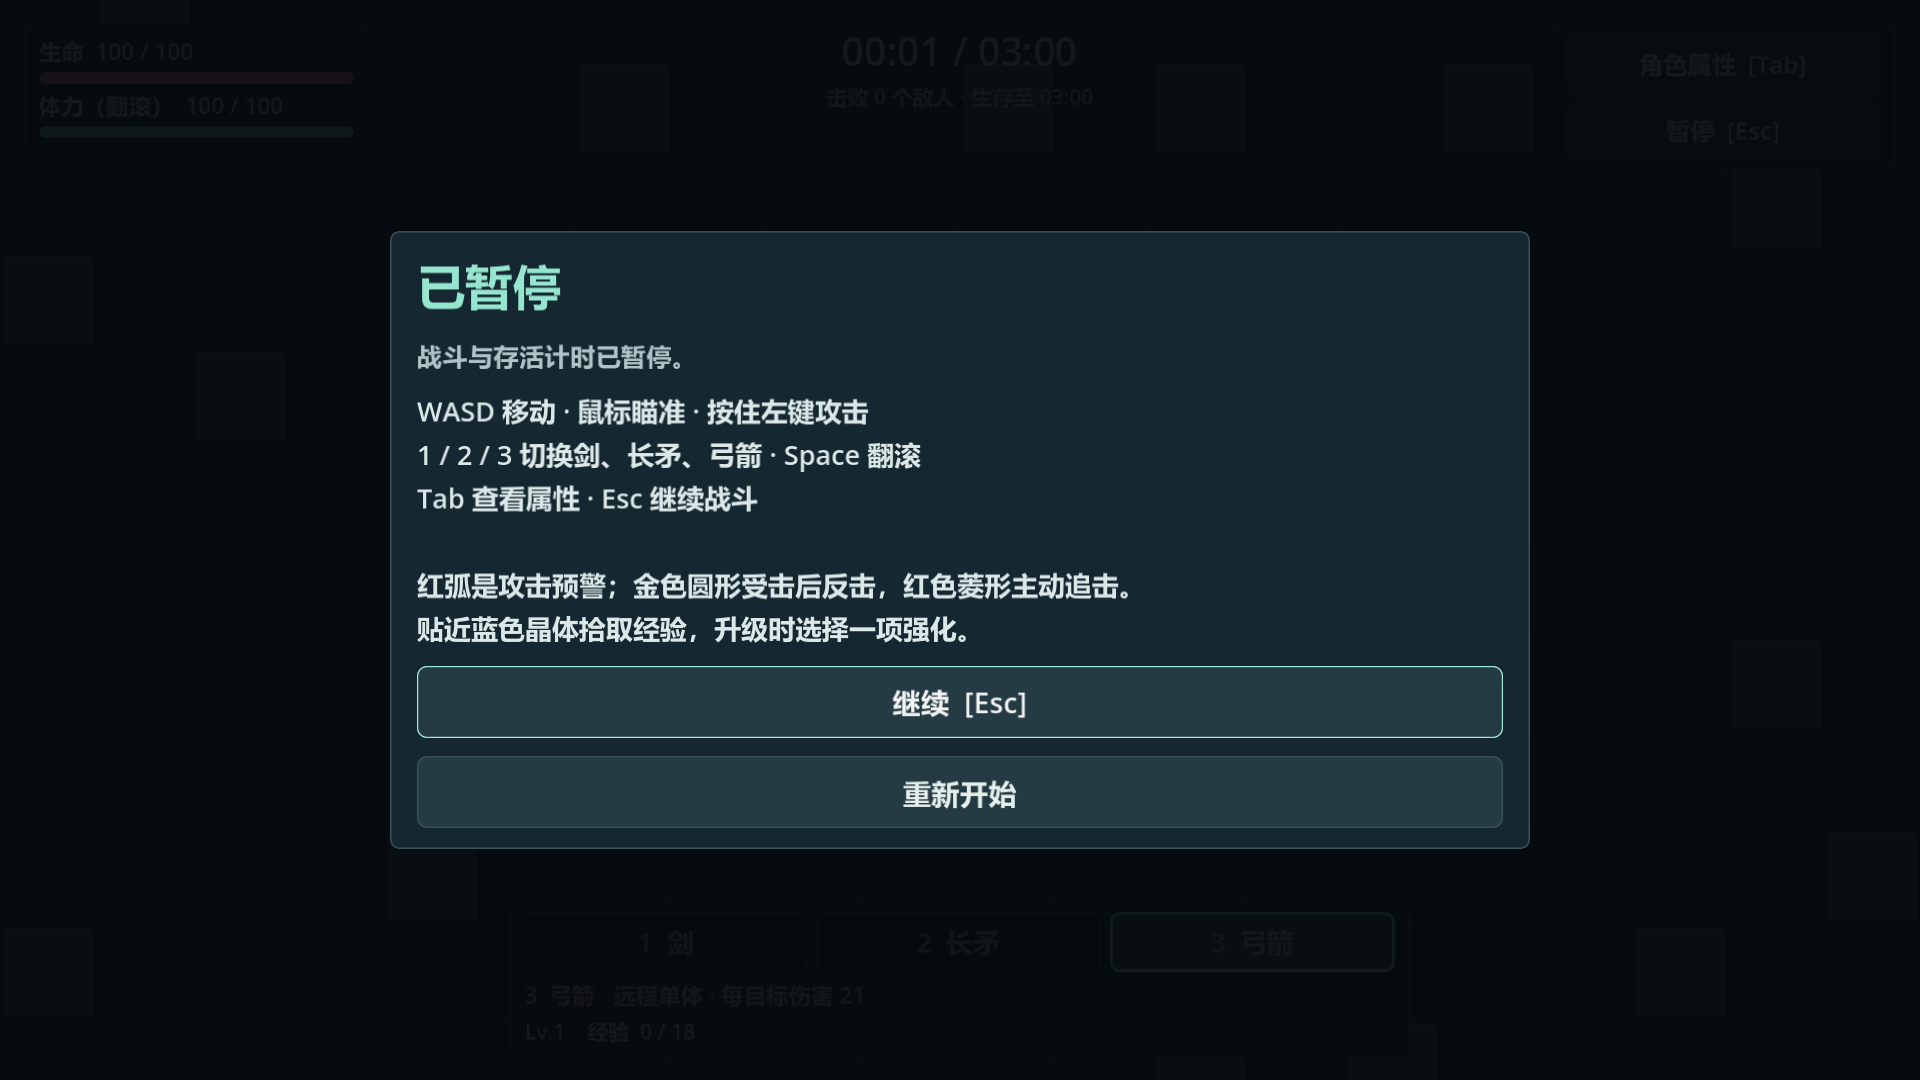 生命 100 / 100
体力（翻滚） 100 / 100
00:01 / 03:00
击败 0 个敌人 · 生存至 03:00
角色属性 [Tab]
暂停 [Esc]
已暂停
战斗与存活计时已暂停。
WASD 移动 · 鼠标瞄准 · 按住左键攻击
1 / 2 / 3 切换剑、长矛、弓箭 · Space 翻滚
Tab 查看属性 · Esc 继续战斗
红弧是攻击预警；金色圆形受击后反击，红色菱形主动追击。
贴近蓝色晶体拾取经验，升级时选择一项强化。
继续 [Esc]
重新开始
1 剑
2 长矛
3 弓箭
3 弓箭 远程单体 · 每目标伤害 21
Lv.1 经验 0 / 18